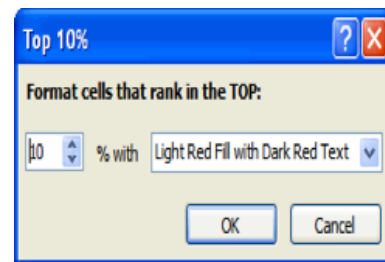 Top 10%
?
X
Format cells that rank in the TOP:
10 % with Light Red Fill with Dark Red Text
OK Cancel